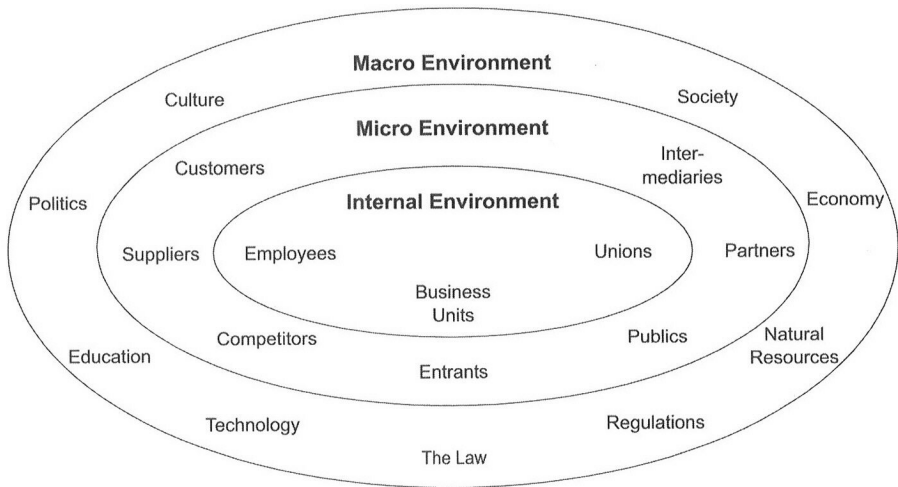 Macro Environment
Culture
Society
Micro Environment
Customers
Inter-
mediaries
Politics
Internal Environment
Economy
Suppliers
Employees
Unions
Partners
Business
Units
Competitors
Publics
Natural
Resources
Education
Entrants
Technology
Regulations
The Law